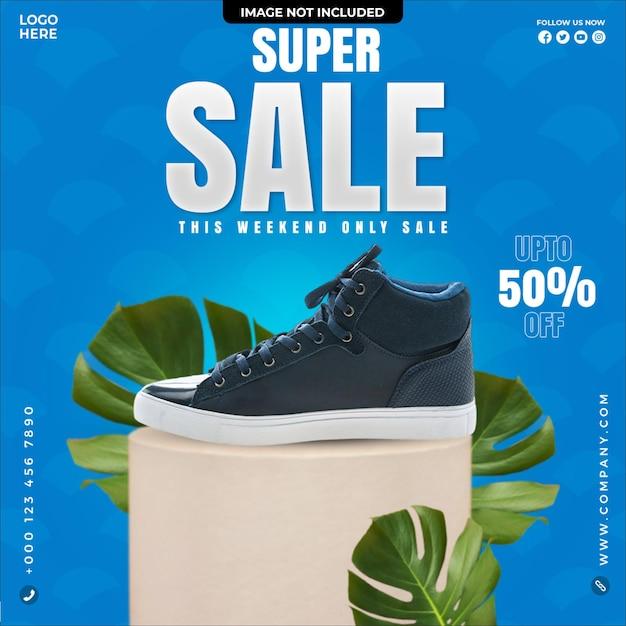 IMAGE NOT INCLUDED
LOGO
HERE
FOLLOW US NOW
SUPER
SALE
THIS WEEKEND ONLY SALE
UPTO
50%
OFF
+000 123 456 7890
WWW.COMPANY.COM